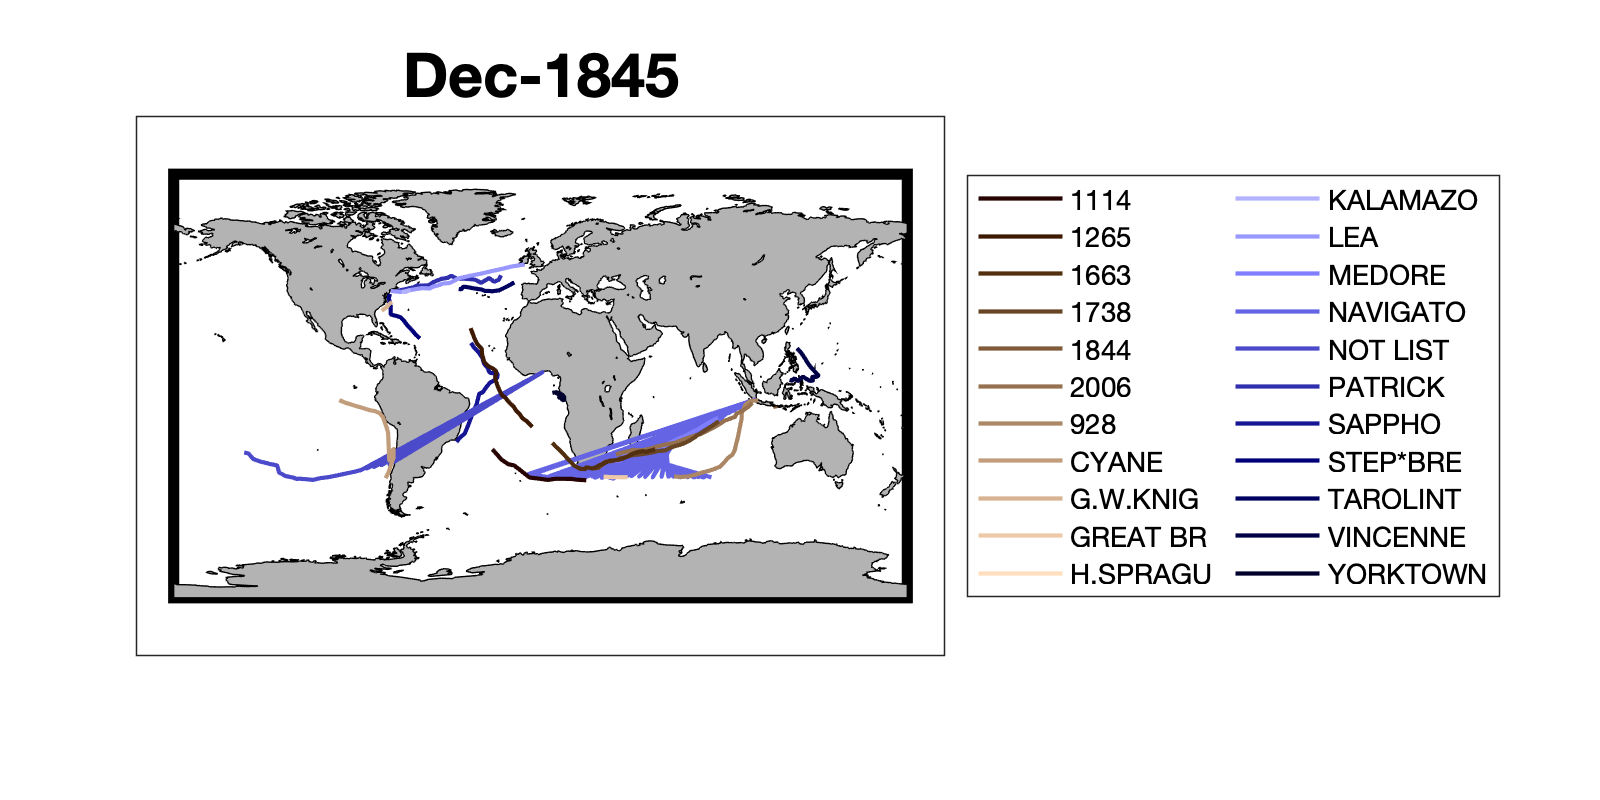 Dec-1845
1114
1265
1663
1738
1844
2006
928
CYANE
G.W.KNIG
GREAT BR
H.SPRAGU
KALAMAZO
LEA
MEDORE
NAVIGATO
NOT LIST
PATRICK
SAPPHO
STEP*BRE
TAROLINT
VINCENNE
YORKTOWN